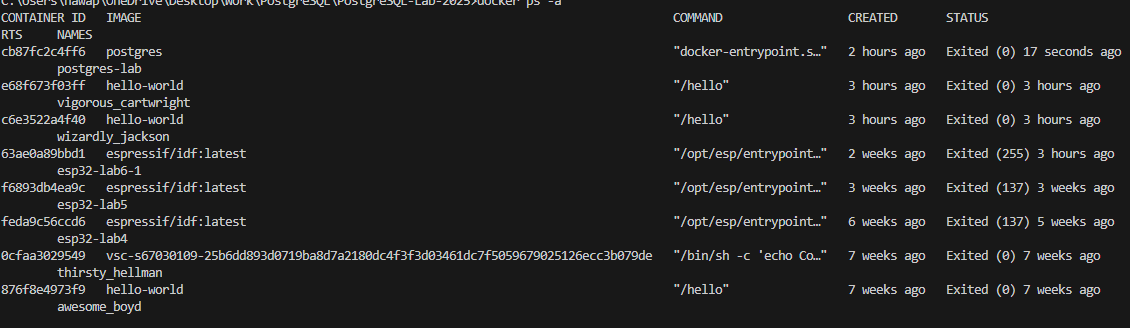 C:\Users\nawap\OneDrive\Desktop\Work\PostgreSQL\PostgreSQL-Lab-2025>docker ps -a
CONTAINER ID   IMAGE   COMMAND   CREATED   STATUS
RTS   NAMES
cb87fc2c4ff6   postgres   "docker-entrypoint.s…"   2 hours ago   Exited (0) 17 seconds ago
postgres-lab
e68f673f03ff   hello-world   "/hello"   3 hours ago   Exited (0) 3 hours ago
vigorous_cartwright
c6e3522a4f40   hello-world   "/hello"   3 hours ago   Exited (0) 3 hours ago
wizardly_jackson
63ae0a89bbd1   espressif/idf:latest   "/opt/esp/entrypoint…"   2 weeks ago   Exited (255) 3 hours ago
esp32-lab6-1
f6893db4ea9c   espressif/idf:latest   "/opt/esp/entrypoint…"   3 weeks ago   Exited (137) 3 weeks ago
esp32-lab5
feda9c56ccd6   espressif/idf:latest   "/opt/esp/entrypoint…"   6 weeks ago   Exited (137) 5 weeks ago
esp32-lab4
0cfaa3029549   vsc-s67030109-25b6dd893d0719ba8d7a2180dc4f3f3d03461dc7f5059679025126ecc3b079de   "/bin/sh -c 'echo Co…"   7 weeks ago   Exited (0) 7 weeks ago
thirsty_hellman
876f8e4973f9   hello-world   "/hello"   7 weeks ago   Exited (0) 7 weeks ago
awesome_boyd